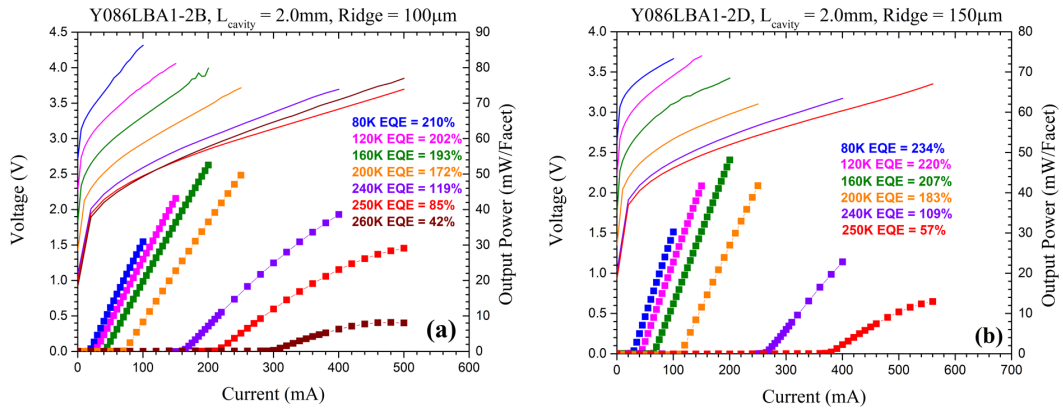 Y086LBA1-2B, Lcavity = 2.0mm, Ridge = 100μm
4.5
4.0
3.5
3.0
2.5
2.0
1.5
1.0
0.5
0.0
Voltage (V)
90
80
70
60
50
40
30
20
10
0
Output Power (mW/Facet)
80K EQE = 210%
120K EQE = 202%
160K EQE = 193%
200K EQE = 172%
240K EQE = 119%
250K EQE = 85%
260K EQE = 42%
(a)
0 100 200 300 400 500 600
Current (mA)
Y086LBA1-2D, Lcavity = 2.0mm, Ridge = 150μm
4.0
3.5
3.0
2.5
2.0
1.5
1.0
0.5
0.0
Voltage (V)
80
70
60
50
40
30
20
10
0
Output Power (mW/Facet)
80K EQE = 234%
120K EQE = 220%
160K EQE = 207%
200K EQE = 183%
240K EQE = 109%
250K EQE = 57%
(b)
0 100 200 300 400 500 600 700
Current (mA)